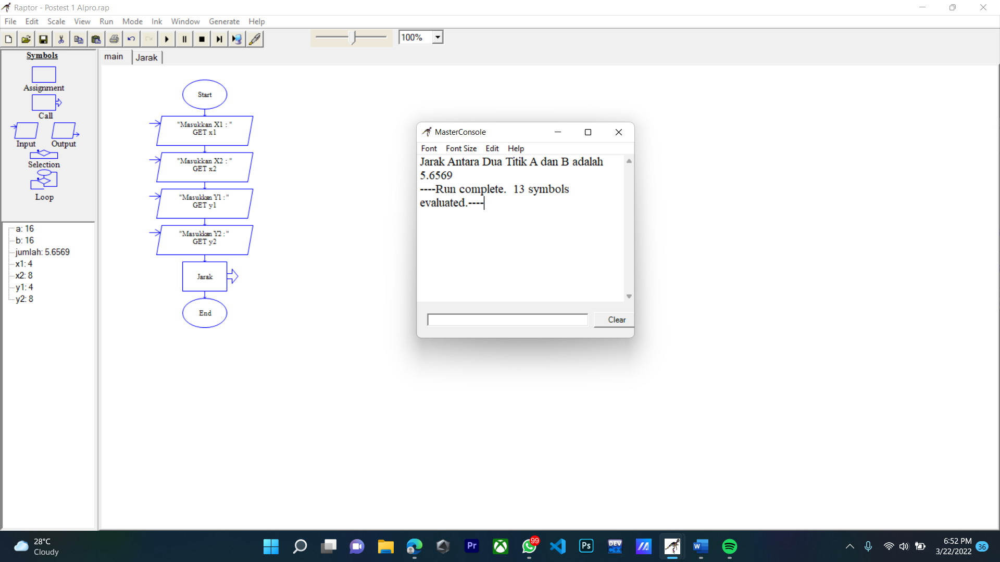 Raptor - Postest 1 Alpro.rap
File Edit Scale View Run Mode Ink Window Generate Help
100%
Symbols
Assignment
Call
Input Output
Selection
Loop
a: 16
b: 16
jumlah: 5.6569
x1: 4
x2: 8
y1: 4
y2: 8
main Jarak
Start
"Masukkan X1 : "
GET x1
"Masukkan X2 : "
GET x2
"Masukkan Y1 : "
GET y1
"Masukkan Y2 : "
GET y2
Jarak
End
MasterConsole
Font Font Size Edit Help
Jarak Antara Dua Titik A dan B adalah
5.6569
----Run complete.  13 symbols
evaluated.----
Clear
28°C
Cloudy
Pr
99
Ps
DEV
C++
W
6:52 PM
3/22/2022
36